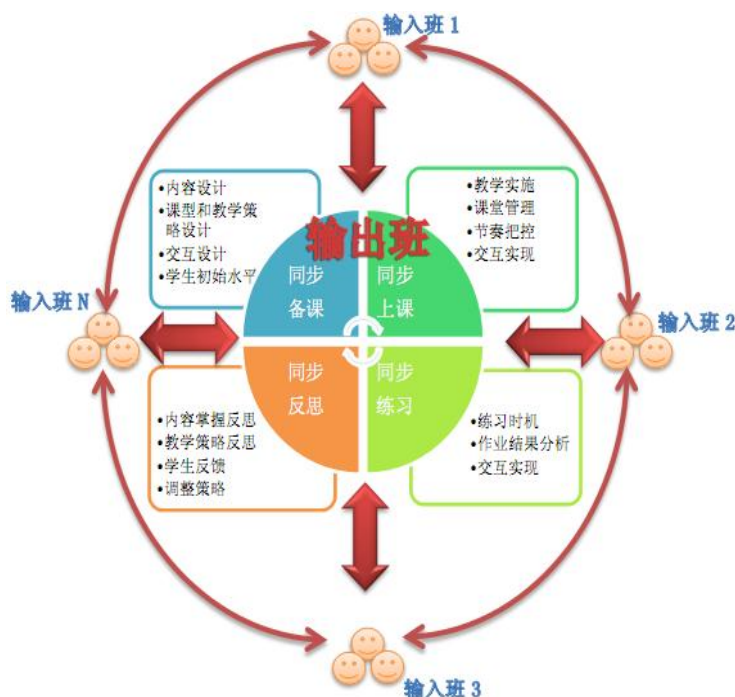 输入班 1
•内容设计
•课型和教学策
略设计
•交互设计
•学生初始水平
•教学实施
•课堂管理
•节奏把控
•交互实现
输出班
同步
备课
同步
上课
输入班 N
输入班 2
同步
反思
同步
练习
•内容掌握反思
•教学策略反思
•学生反馈
•调整策略
•练习时机
•作业结果分析
•交互实现
输入班 3